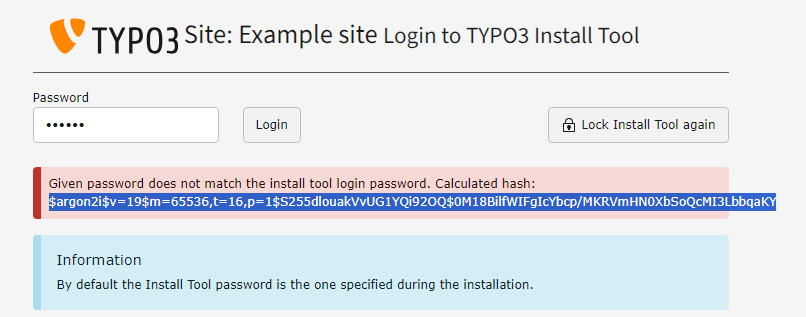 TYPO3 Site: Example site Login to TYPO3 Install Tool
Password
Login
Lock Install Tool again
Given password does not match the install tool login password. Calculated hash:
$argon2i$v=19$m=65536,t=16,p=1$S255dlouakVvUG1YQi92OQ$0M18BilfWIFgIcYbcp/MKRVmHN0XbSoQcMI3LbbqaKY
Information
By default the Install Tool password is the one specified during the installation.